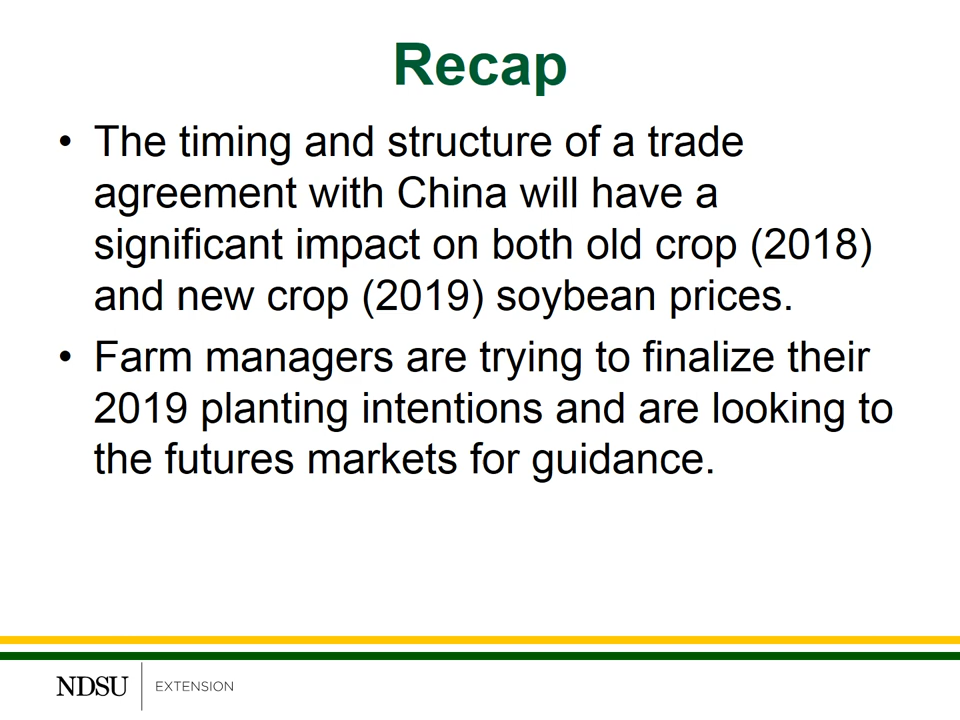 Recap
• The timing and structure of a trade
agreement with China will have a
significant impact on both old crop (2018)
and new crop (2019) soybean prices.
• Farm managers are trying to finalize their
2019 planting intentions and are looking to
the futures markets for guidance.
NDSU EXTENSION